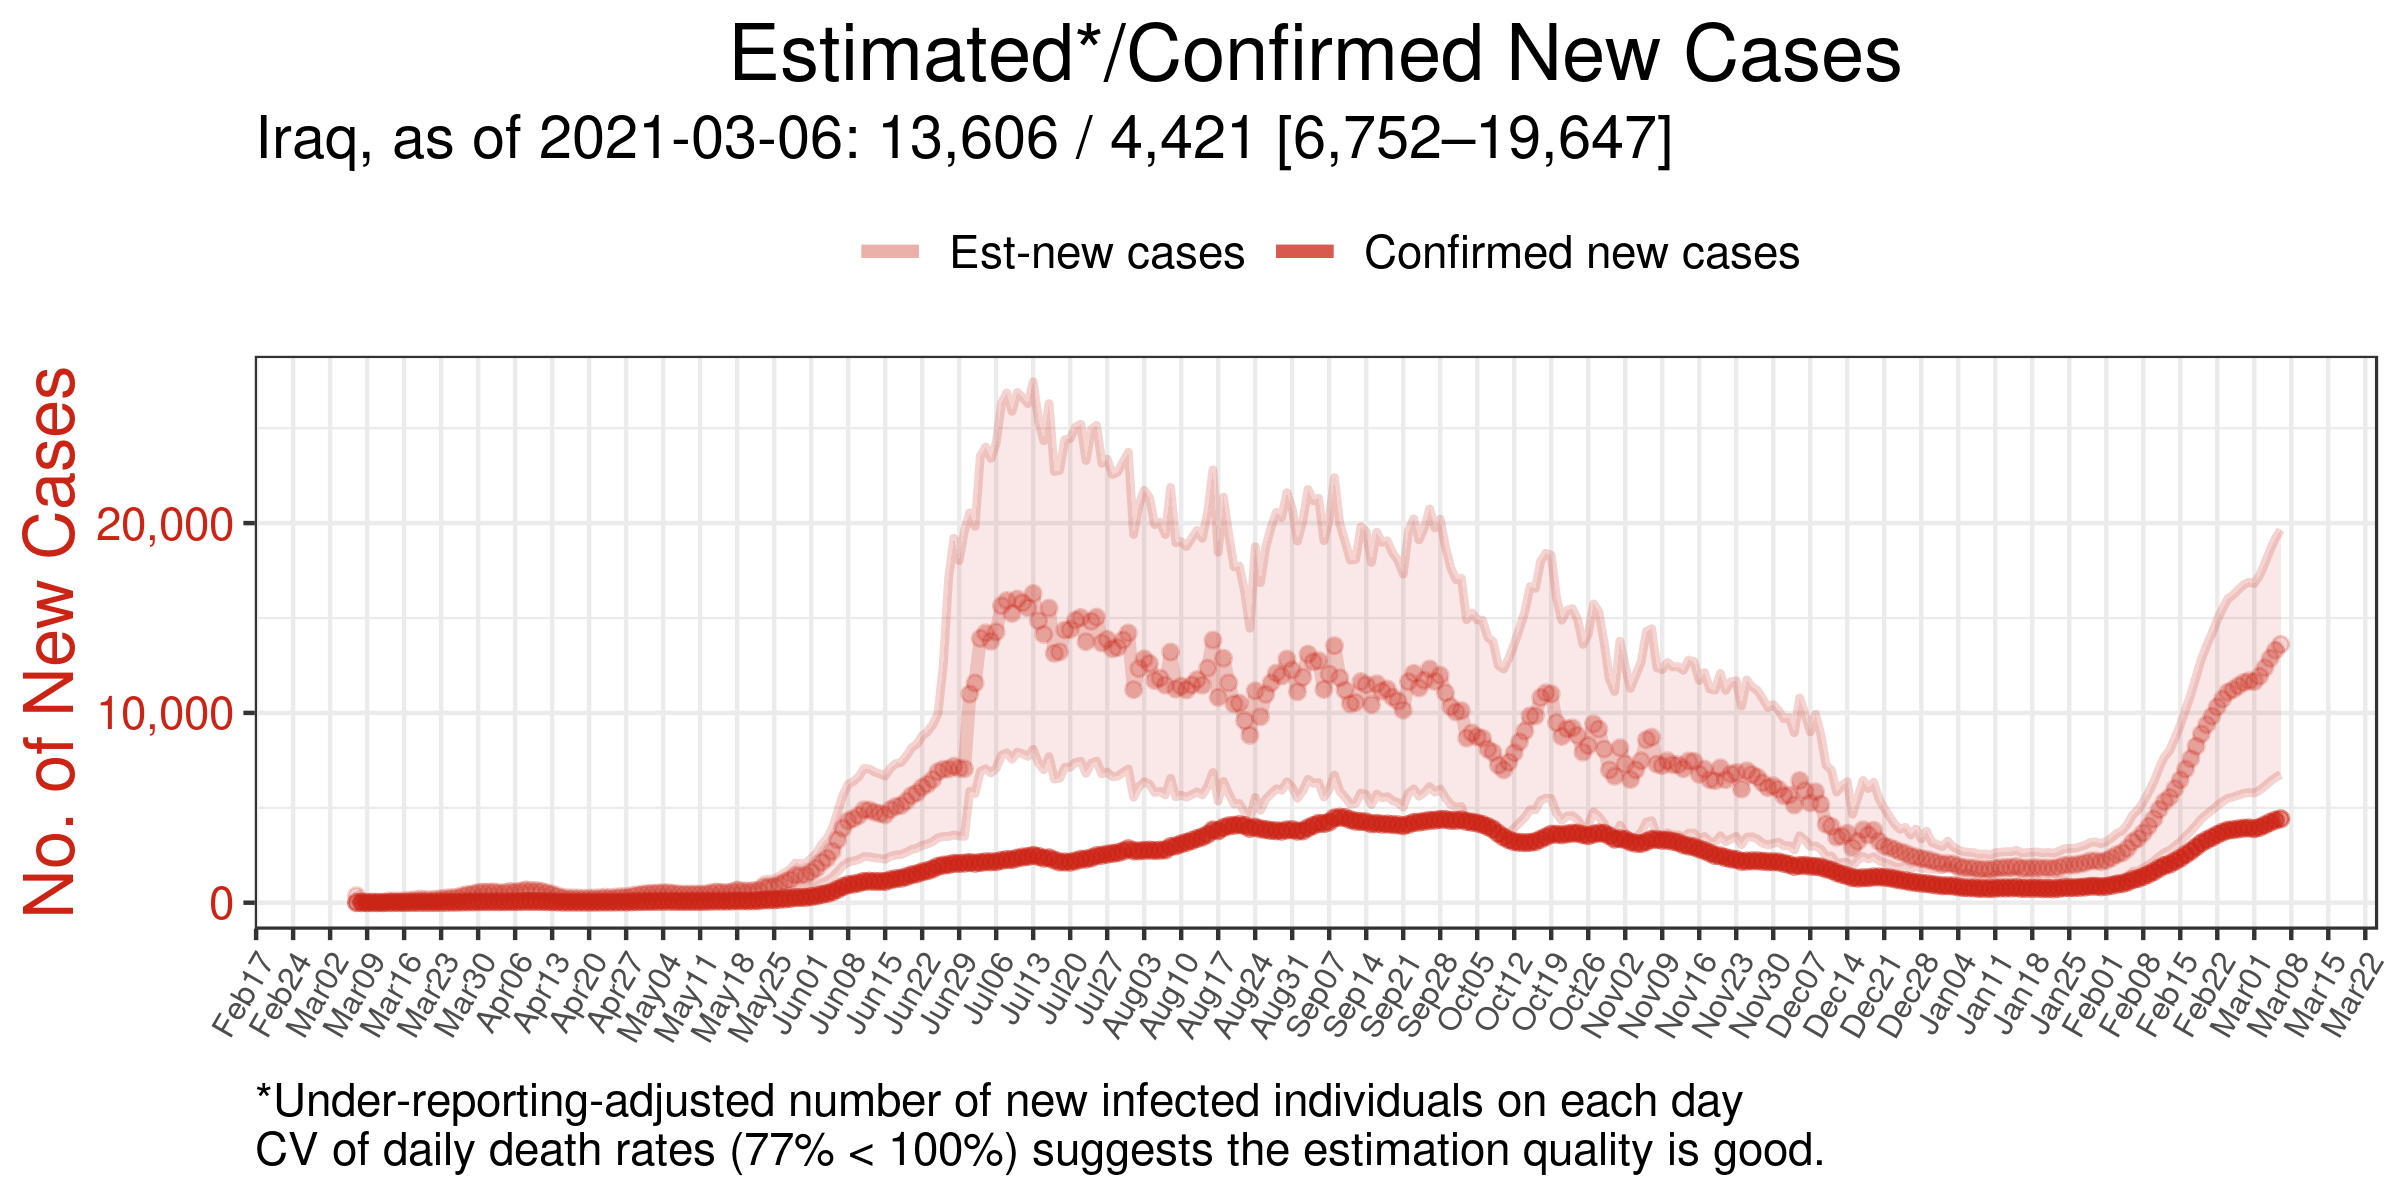 Estimated*/Confirmed New Cases
Iraq, as of 2021-03-06: 13,606 / 4,421 [6,752–19,647]
Est-new cases
Confirmed new cases
No. of New Cases
20,000
10,000
0
Feb17
Feb24
Mar02
Mar09
Mar16
Mar23
Mar30
Apr06
Apr13
Apr20
Apr27
May04
May11
May18
May25
Jun01
Jun08
Jun15
Jun22
Jun29
Jul06
Jul13
Jul20
Jul27
Aug03
Aug10
Aug17
Aug24
Aug31
Sep07
Sep14
Sep21
Sep28
Oct05
Oct12
Oct19
Oct26
Nov02
Nov09
Nov16
Nov23
Nov30
Dec07
Dec14
Dec21
Dec28
Jan04
Jan11
Jan18
Jan25
Feb01
Feb08
Feb15
Feb22
Mar01
Mar08
Mar15
Mar22
*Under-reporting-adjusted number of new infected individuals on each day
CV of daily death rates (77% < 100%) suggests the estimation quality is good.